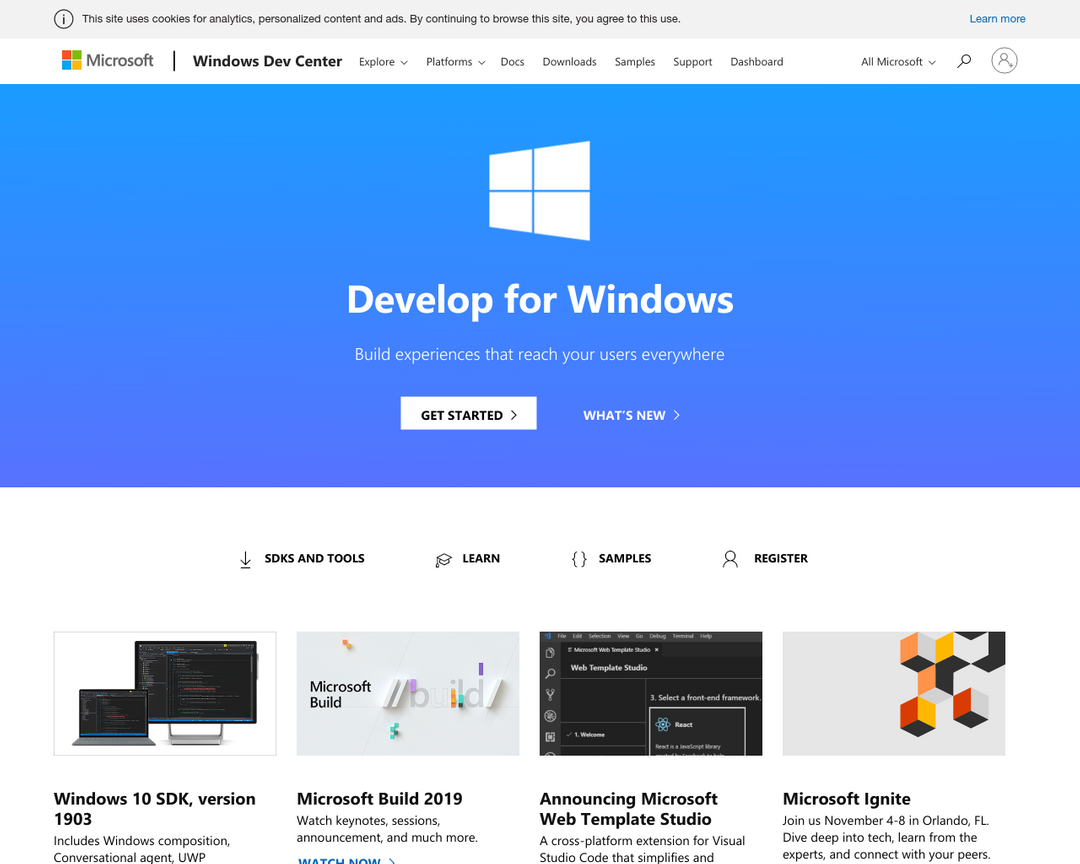 This site uses cookies for analytics, personalized content and ads. By continuing to browse this site, you agree to this use.
Learn more
Microsoft
Windows Dev Center
Explore
Platforms
Docs
Downloads
Samples
Support
Dashboard
All Microsoft
Develop for Windows
Build experiences that reach your users everywhere
GET STARTED
WHAT'S NEW
SDKS AND TOOLS
LEARN
SAMPLES
REGISTER
Microsoft
Build
//build/
File Edit Selection View Go Debug Terminal Help
Microsoft Web Template Studio
Web Template Studio
3. Select a front-end framework.
1. Welcome
React
React is a JavaScript library
Windows 10 SDK, version
1903
Includes Windows composition,
Conversational agent, UWP
Microsoft Build 2019
Watch keynotes, sessions,
announcement, and much more.
WATCH NOW
Announcing Microsoft
Web Template Studio
A cross-platform extension for Visual
Studio Code that simplifies and
Microsoft Ignite
Join us November 4-8 in Orlando, FL.
Dive deep into tech, learn from the
experts, and connect with your peers.